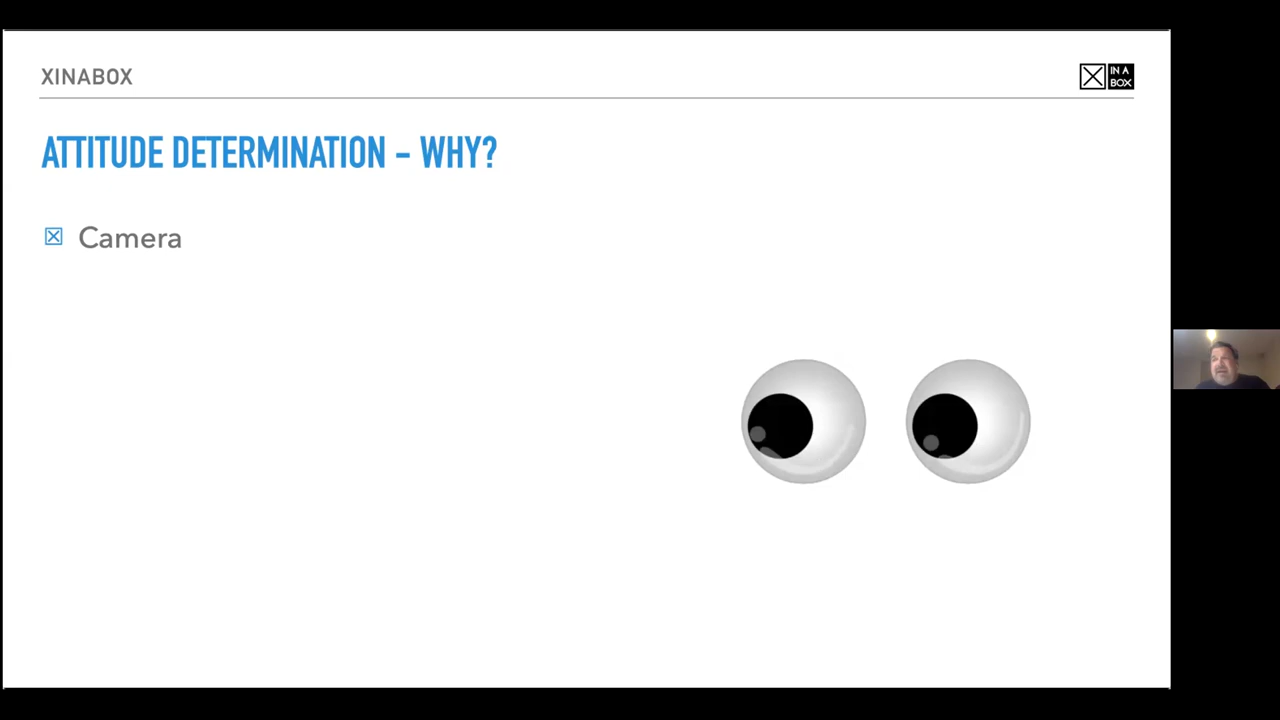 XINABOX
IN A
BOX
ATTITUDE DETERMINATION – WHY?
Camera